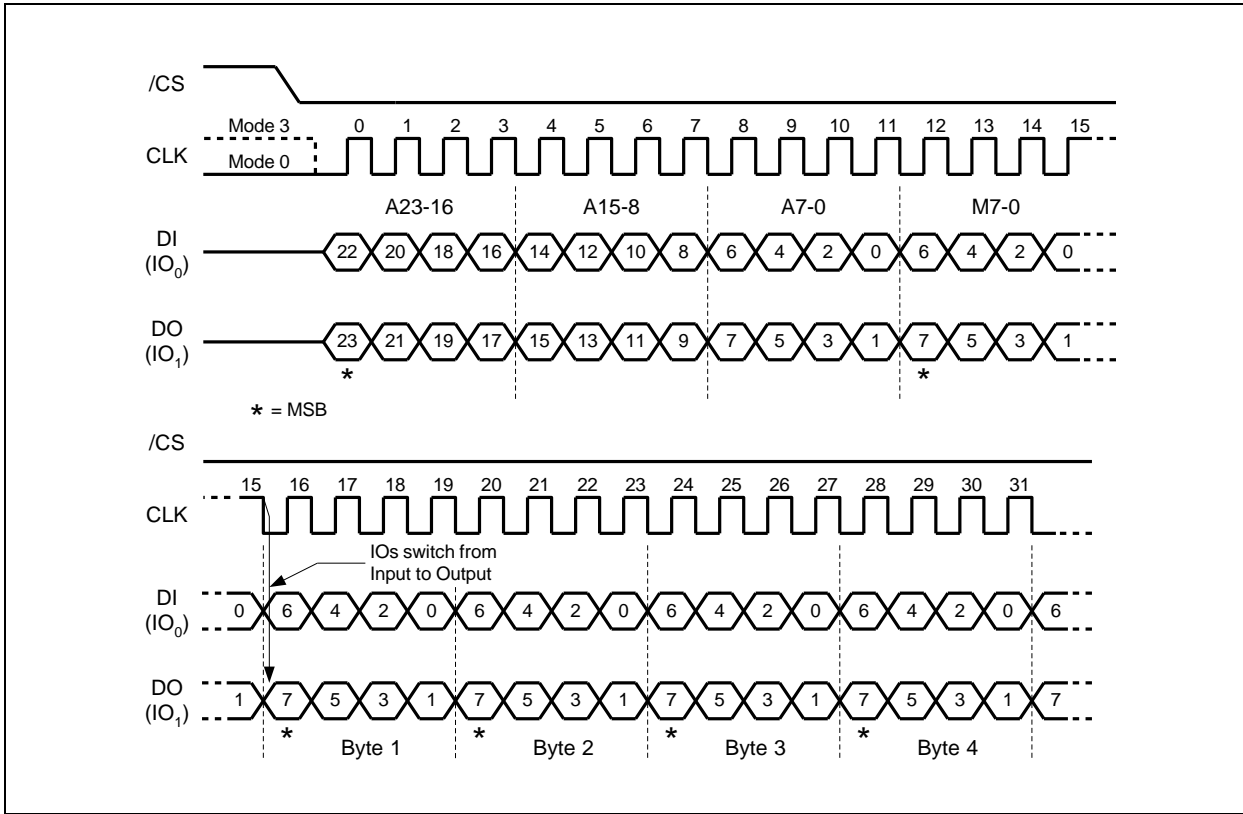 /CS
Mode 3 0 1 2 3 4 5 6 7 8 9 10 11 12 13 14 15
CLK
Mode 0
A23-16 A15-8 A7-0 M7-0
DI
(IO0) 22 20 18 16 14 12 10 8 6 4 2 0 6 4 2 0
DO
(IO1) 23 21 19 17 15 13 11 9 7 5 3 1 7 5 3 1
* *
* = MSB
/CS
15 16 17 18 19 20 21 22 23 24 25 26 27 28 29 30 31
CLK
IOs switch from
Input to Output
DI
(IO0) 0 6 4 2 0 6 4 2 0 6 4 2 0 6 4 2 0 6
DO
(IO1) 1 7 5 3 1 7 5 3 1 7 5 3 1 7 5 3 1 7
* * * *
Byte 1 Byte 2 Byte 3 Byte 4